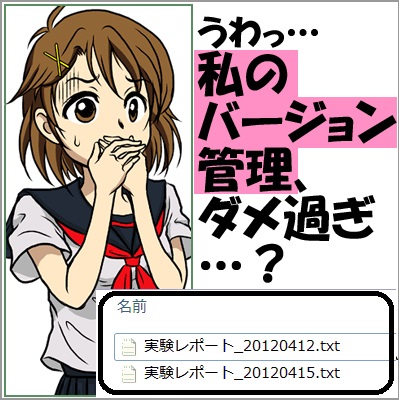 うわっ…
私の
バージョン
管理、
ダメ過ぎ
…？
名前
実験レポート_20120412.txt
実験レポート_20120415.txt